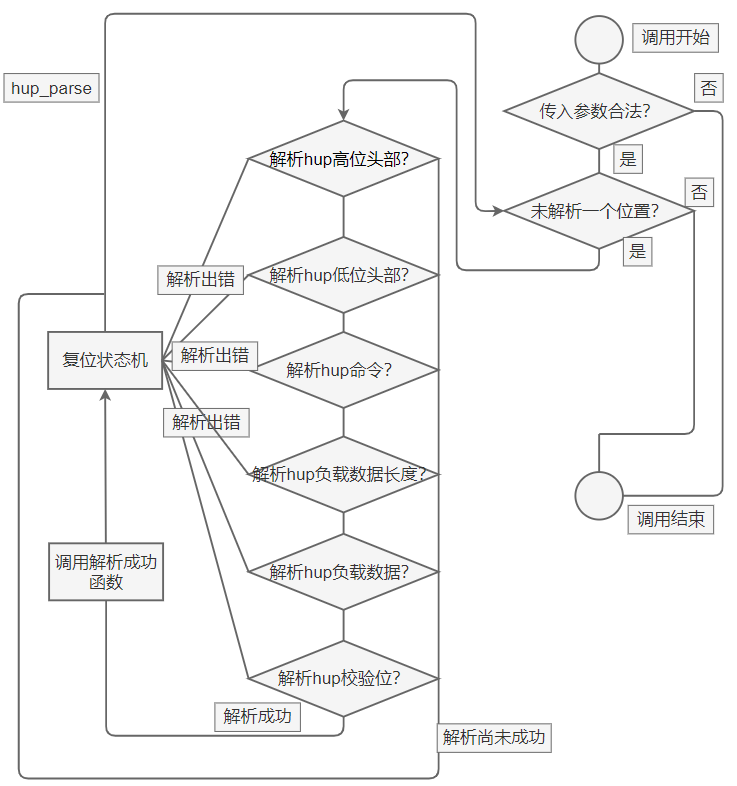 调用开始
hup_parse
否
传入参数合法？
解析hup高位头部？
是
否
未解析一个位置？
是
解析出错
解析hup低位头部？
复位状态机
解析出错
解析hup命令？
解析出错
解析hup负载数据长度？
调用结束
调用解析成功
函数
解析hup负载数据？
解析hup校验位？
解析成功
解析尚未成功